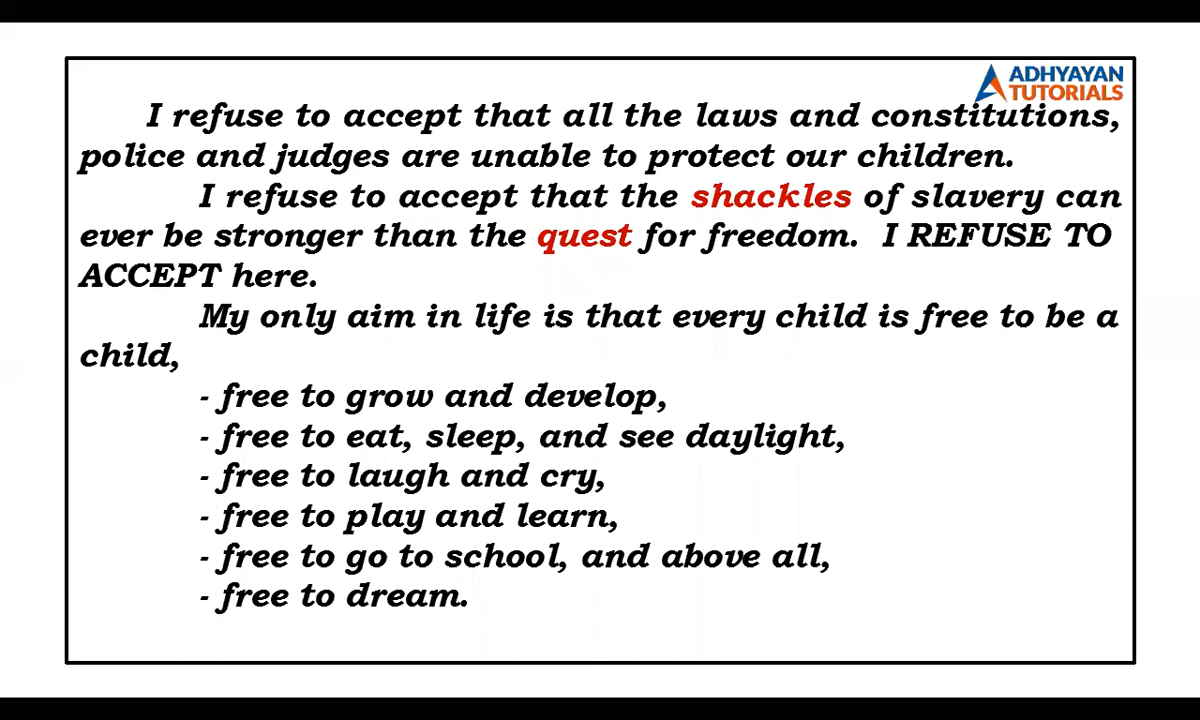 ADHYAYAN
TUTORIALS
I refuse to accept that all the laws and constitutions,
police and judges are unable to protect our children.
I refuse to accept that the shackles of slavery can
ever be stronger than the quest for freedom. I REFUSE TO
ACCEPT here.
My only aim in life is that every child is free to be a
child,
- free to grow and develop,
- free to eat, sleep, and see daylight,
- free to laugh and cry,
- free to play and learn,
- free to go to school, and above all,
- free to dream.